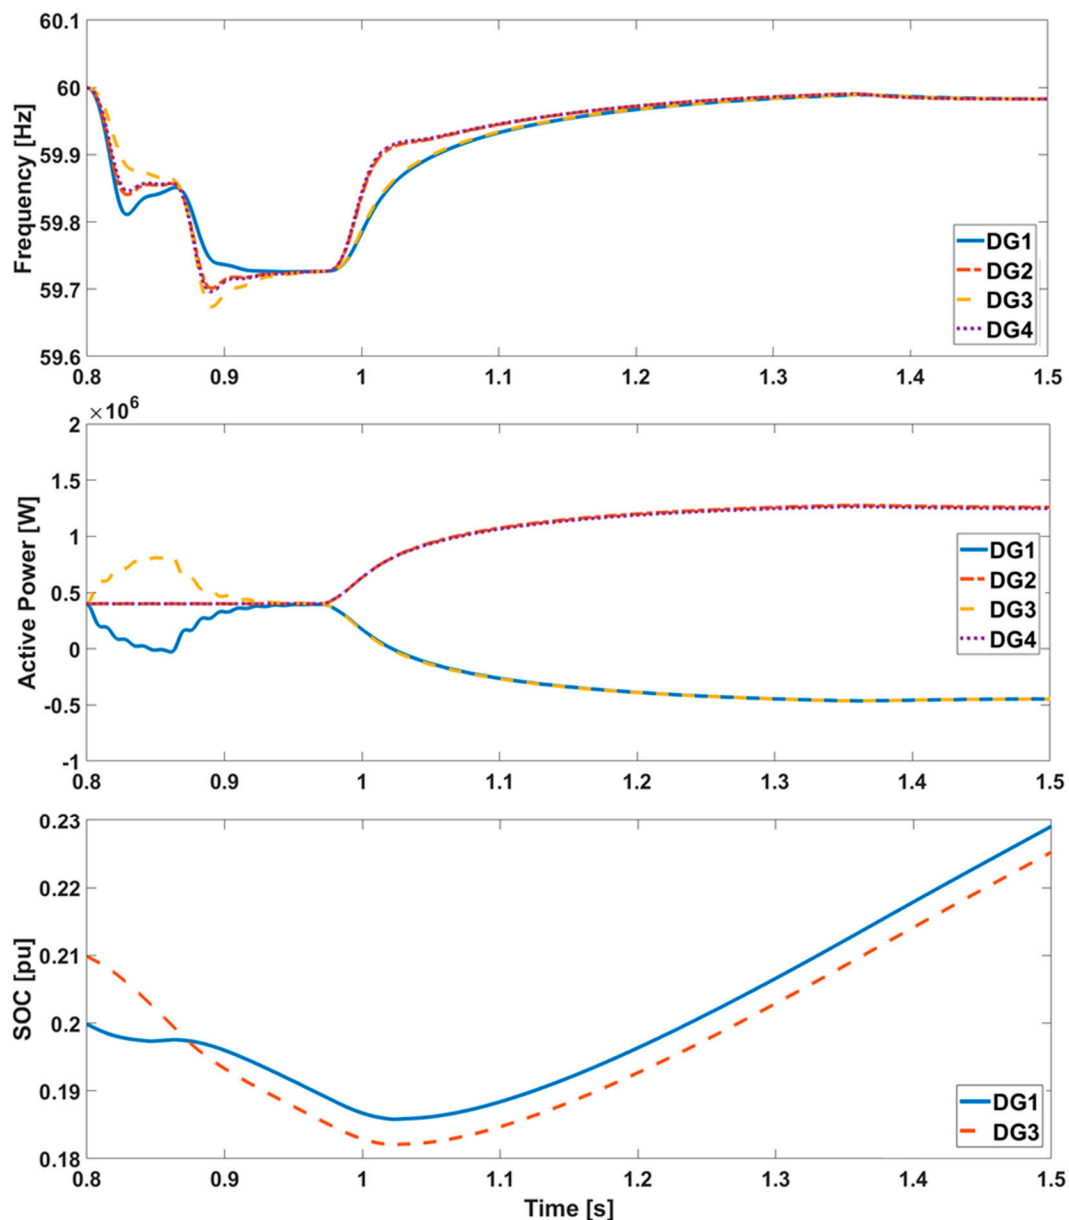 60.1
60
59.9
59.8
59.7
59.6
Frequency [Hz]
DG1
DG2
DG3
DG4
0.8 0.9 1 1.1 1.2 1.3 1.4 1.5
×10⁶
2
1.5
1
0.5
0
-0.5
-1
Active Power [W]
DG1
DG2
DG3
DG4
0.8 0.9 1 1.1 1.2 1.3 1.4 1.5
0.23
0.22
0.21
0.2
0.19
0.18
SOC [pu]
DG1
DG3
0.8 0.9 1 1.1 1.2 1.3 1.4 1.5
Time [s]